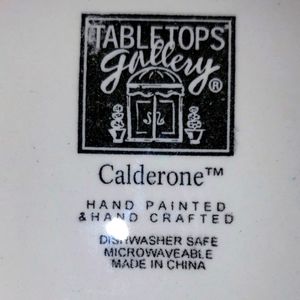 TABLETOPS
Gallery®
Calderone™
HAND PAINTED
& HAND CRAFTED
DISHWASHER SAFE
MICROWAVEABLE
MADE IN CHINA